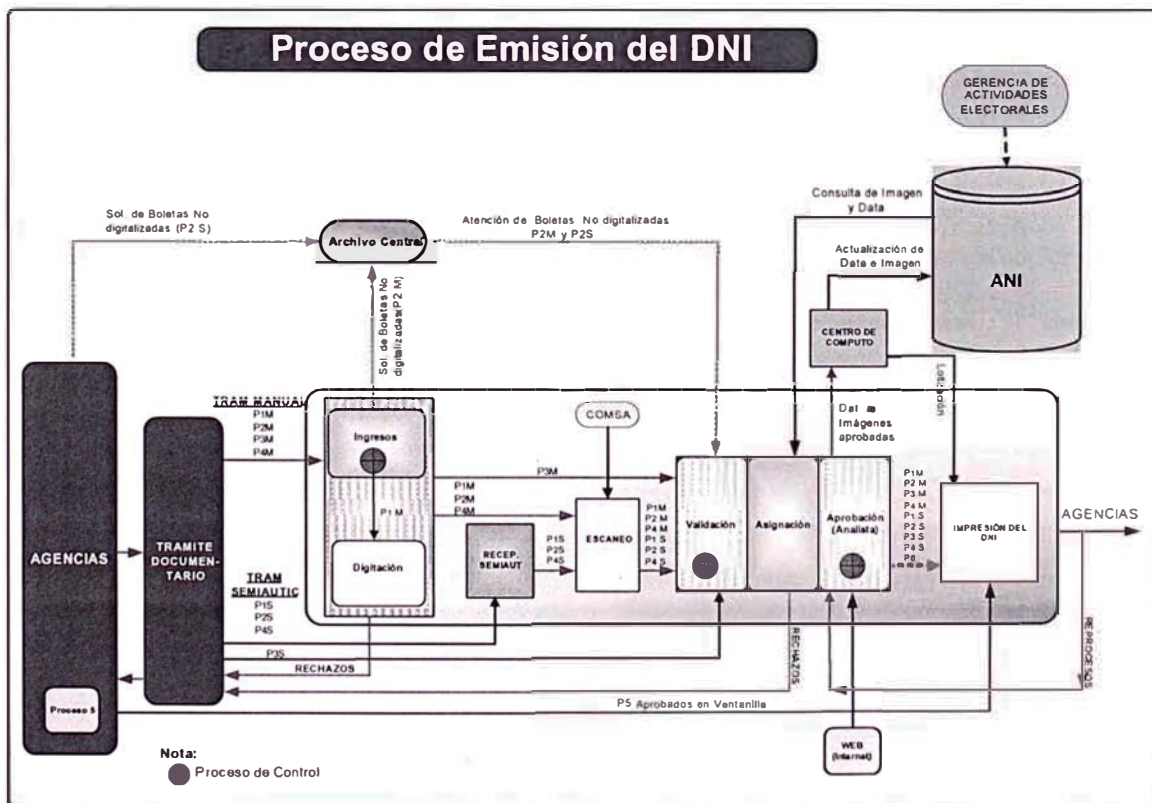 Proceso de Emisión del DNI
GERENCIA DE
ACTIVIDADES
ELECTORALES
Consulta de Imagen
y Data
Sol. de Boletas No
digitalizadas (P2 S)
Atención de Boletas No digitalizadas
P2M y P2S
Archivo Central
Actualización de
Data e Imagen
ANI
Sol. de Boletas No
digitalizadas(P2 M)
CENTRO DE
COMPUTO
Lotización
TRAM MANUAL
P1M
P2M
P3M
P4M
Ingresos
COMSA
Imágenes
aprobadas
P1 M
P3M
P1M
P2M
P4M
AGENCIAS
TRAMITE
DOCUMEN-
TARIO
Digitación
RECEP.
SEMIAUT
P1S
P2S
P4S
ESCANEO
P1M
P2 M
P4 M
P1 S
P2 S
P4 S
Validación
Asignación
Aprobación
(Analista)
P1M
P2 M
P3 M
P4 M
P1 S
P2 S
P3 S
P4 S
IMPRESIÓN DEL
DNI
AGENCIAS
TRAM
SEMIAUTIC
P1S
P2S
P4S
P3S
RECHAZOS
RECHAZOS
REPROCESOS
Proceso 5
P5 Aprobados en Ventanilla
WEB
(Internet)
Nota:
Proceso de Control